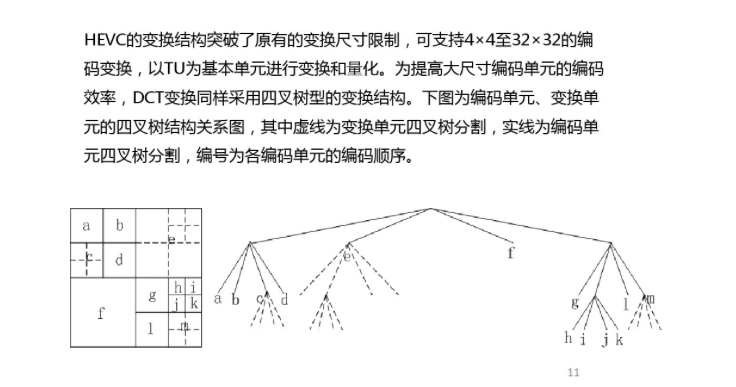 HEVC的变换结构突破了原有的变换尺寸限制，可支持4×4至32×32的编
码变换，以TU为基本单元进行变换和量化。为提高大尺寸编码单元的编码
效率，DCT变换同样采用四叉树型的变换结构。下图为编码单元、变换单
元的四叉树结构关系图，其中虚线为变换单元四叉树分割，实线为编码单
元四叉树分割，编号为各编码单元的编码顺序。
a b
e
c d
g h i
j k
f
l m
e f
a b c d
g l m
h i j k
11